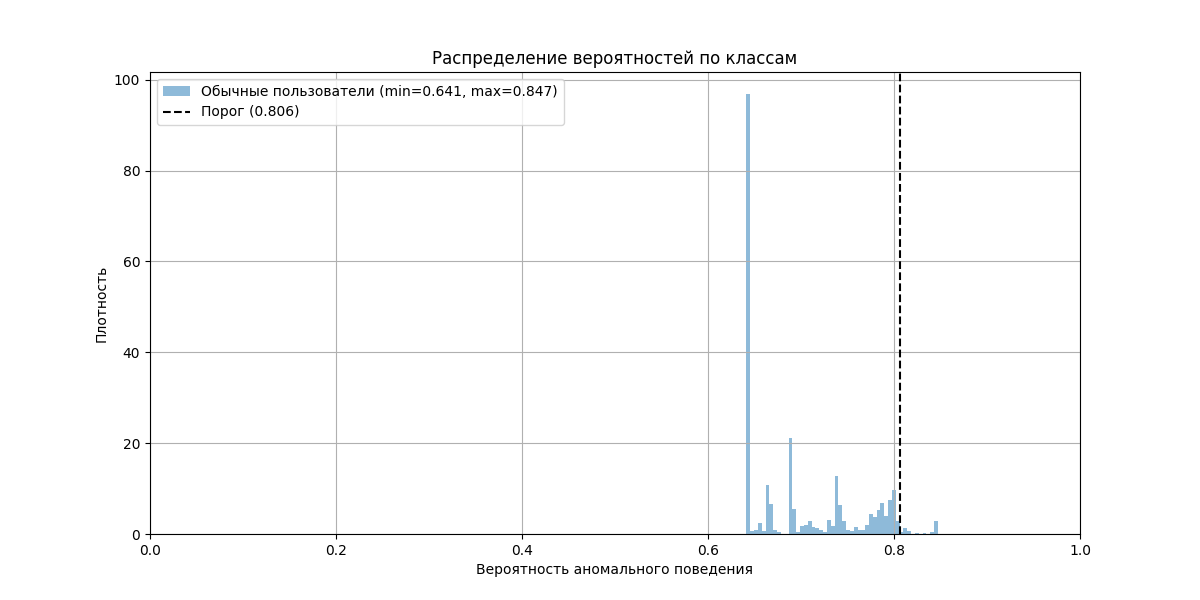 Распределение вероятностей по классам
Обычные пользователи (min=0.641, max=0.847)
Порог (0.806)
Плотность
100
80
60
40
20
0
0.0 0.2 0.4 0.6 0.8 1.0
Вероятность аномального поведения